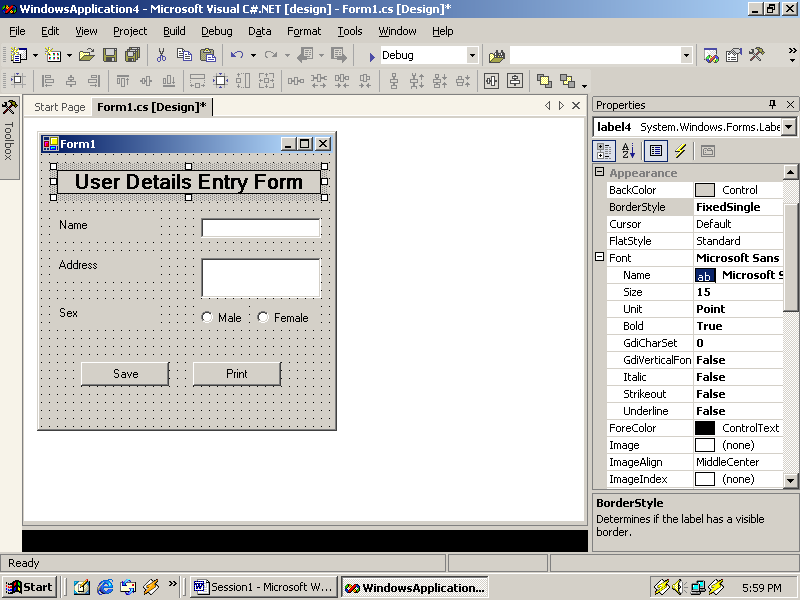 WindowsApplication4 - Microsoft Visual C#.NET [design] - Form1.cs [Design]*
File Edit View Project Build Debug Data Format Tools Window Help
Debug
Start Page Form1.cs [Design]*
Toolbox
Form1
User Details Entry Form
Name
Address
Sex Male Female
Save Print
Properties
label4 System.Windows.Forms.Labe
Appearance
BackColor Control
BorderStyle FixedSingle
Cursor Default
FlatStyle Standard
Font Microsoft Sans
Name ab Microsoft S
Size 15
Unit Point
Bold True
GdiCharSet 0
GdiVerticalFon False
Italic False
Strikeout False
Underline False
ForeColor ControlText
Image (none)
ImageAlign MiddleCenter
ImageIndex (none)
BorderStyle
Determines if the label has a visible
border.
Ready
Start Session1 - Microsoft W... WindowsApplication... 5:59 PM